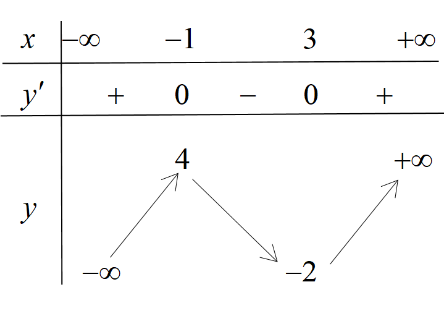 x −∞ −1 3 +∞
y′ + 0 − 0 +
4 +∞
y
−∞ −2